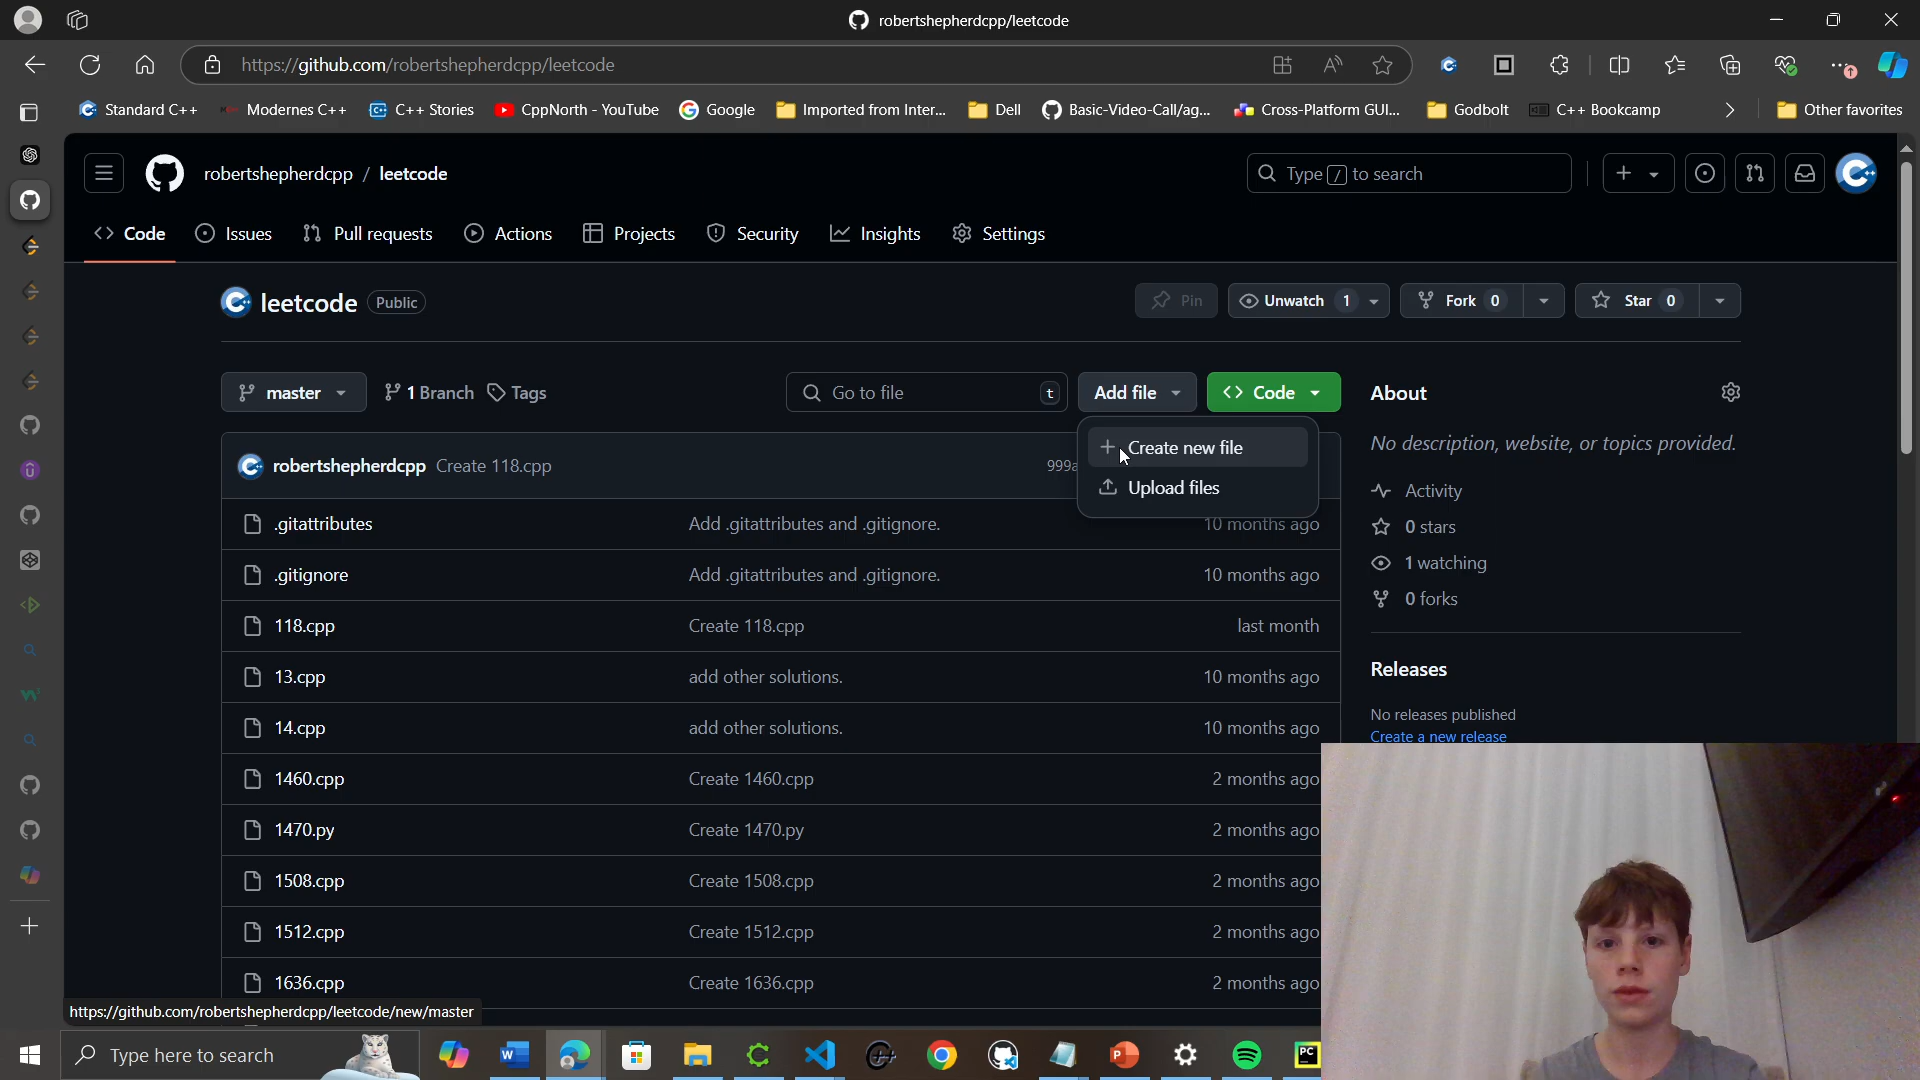 robertshepherdcpp/leetcode
https://github.com/robertshepherdcpp/leetcode
Standard C++
Modernes C++
C++ Stories
CppNorth - YouTube
Google
Imported from Inter...
Dell
Basic-Video-Call/ag...
Cross-Platform GUI...
Godbolt
C++ Bookcamp
Other favorites
robertshepherdcpp / leetcode
Type / to search
Code
Issues
Pull requests
Actions
Projects
Security
Insights
Settings
leetcode Public
Pin
Unwatch 1
Fork 0
Star 0
master
1 Branch
Tags
Go to file t
Add file
Code
About
Create new file
Upload files
No description, website, or topics provided.
robertshepherdcpp Create 118.cpp
999a
Activity
0 stars
1 watching
0 forks
.gitattributes Add .gitattributes and .gitignore. 10 months ago
.gitignore Add .gitattributes and .gitignore. 10 months ago
118.cpp Create 118.cpp last month
13.cpp add other solutions. 10 months ago
14.cpp add other solutions. 10 months ago
1460.cpp Create 1460.cpp 2 months ago
1470.py Create 1470.py 2 months ago
1508.cpp Create 1508.cpp 2 months ago
1512.cpp Create 1512.cpp 2 months ago
1636.cpp Create 1636.cpp 2 months ago
Releases
No releases published
Create a new release
https://github.com/robertshepherdcpp/leetcode/new/master
Type here to search